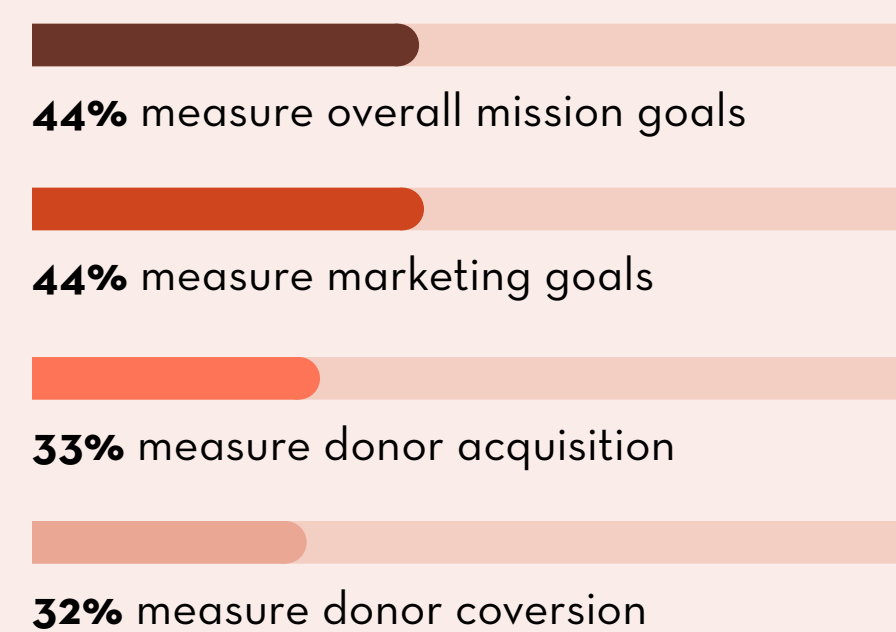 44% measure overall mission goals
44% measure marketing goals
33% measure donor acquisition
32% measure donor coversion